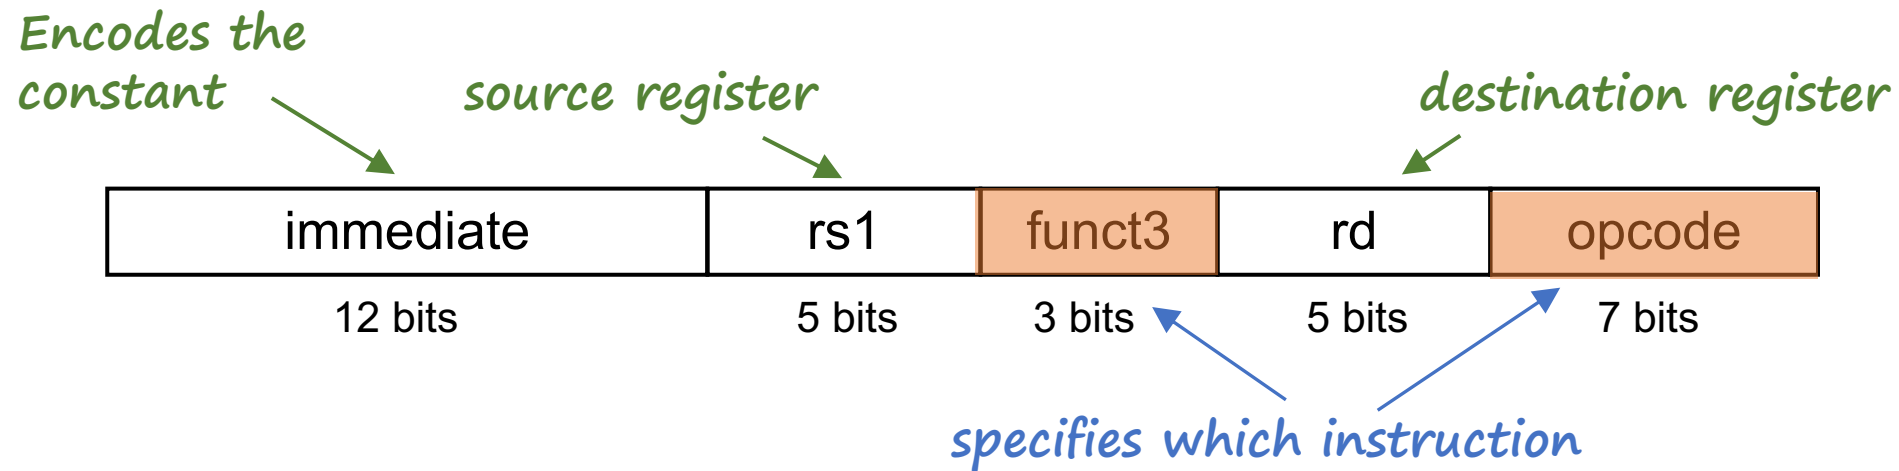 Encodes the
constant
source register
destination register
immediate
rs1
funct3
rd
opcode
12 bits
5 bits
3 bits
5 bits
7 bits
specifies which instruction